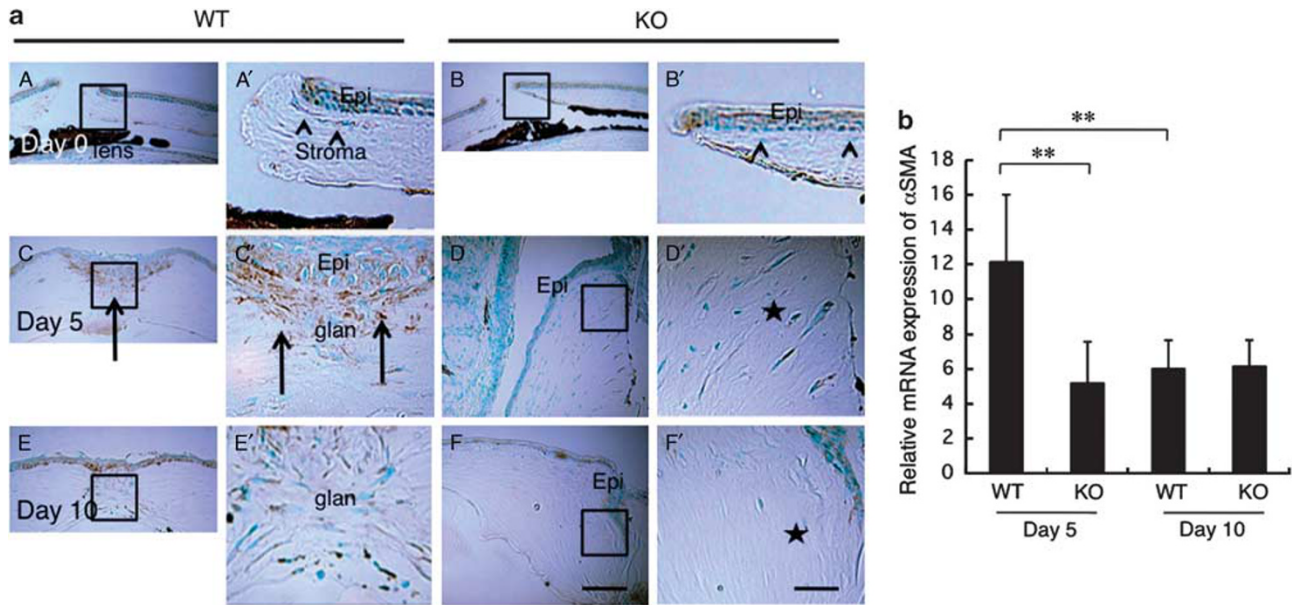 a
WT KO
A A′ B B′
Epi Epi
Day 0 lens Stroma
C C′ D D′
Epi Epi
Day 5 glan
E E′ F F′
Day 10 glan Epi
b
Relative mRNA expression of αSMA
**
**
18
16
14
12
10
8
6
4
2
0
WT KO WT KO
Day 5 Day 10